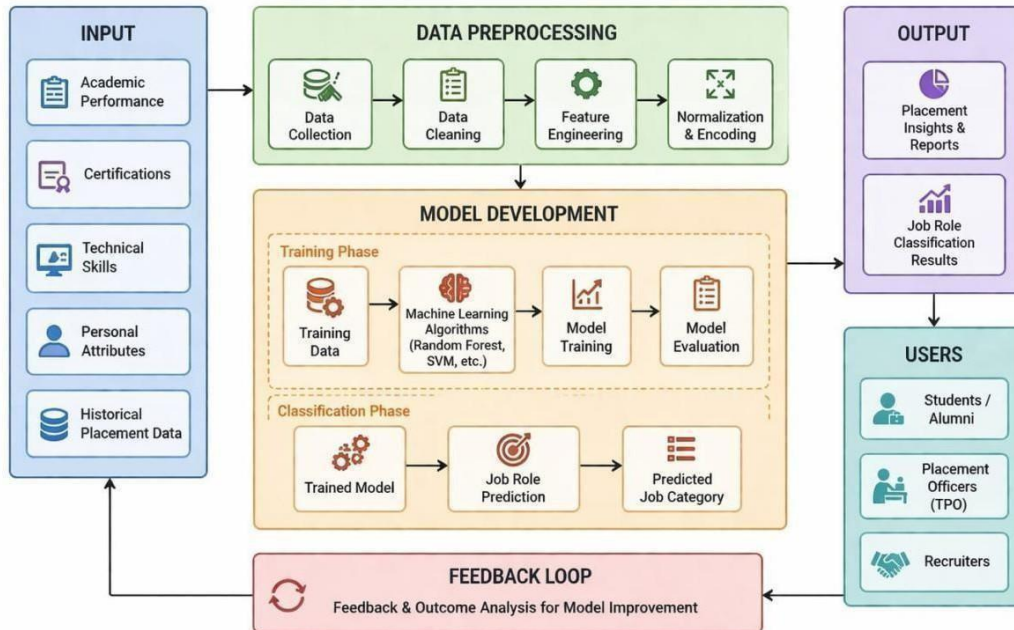 INPUT
Academic
Performance
Certifications
Technical
Skills
Personal
Attributes
Historical
Placement Data
DATA PREPROCESSING
Data
Collection
Data
Cleaning
Feature
Engineering
Normalization
& Encoding
MODEL DEVELOPMENT
Training Phase
Training
Data
Machine Learning
Algorithms
(Random Forest,
SVM, etc.)
Model
Training
Model
Evaluation
Classification Phase
Trained Model
Job Role
Prediction
Predicted
Job Category
OUTPUT
Placement
Insights &
Reports
Job Role
Classification
Results
USERS
Students /
Alumni
Placement
Officers
(TPO)
Recruiters
FEEDBACK LOOP
Feedback & Outcome Analysis for Model Improvement